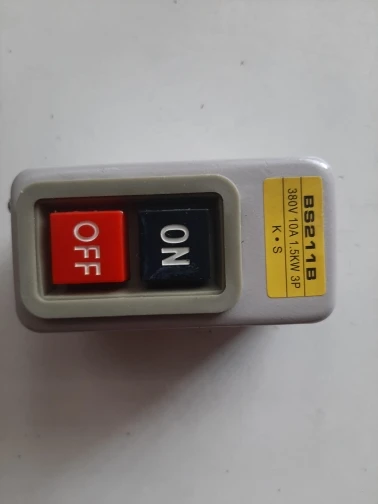 BS211B
380V 10A 1.5KW 3P
K•S
ON
OFF